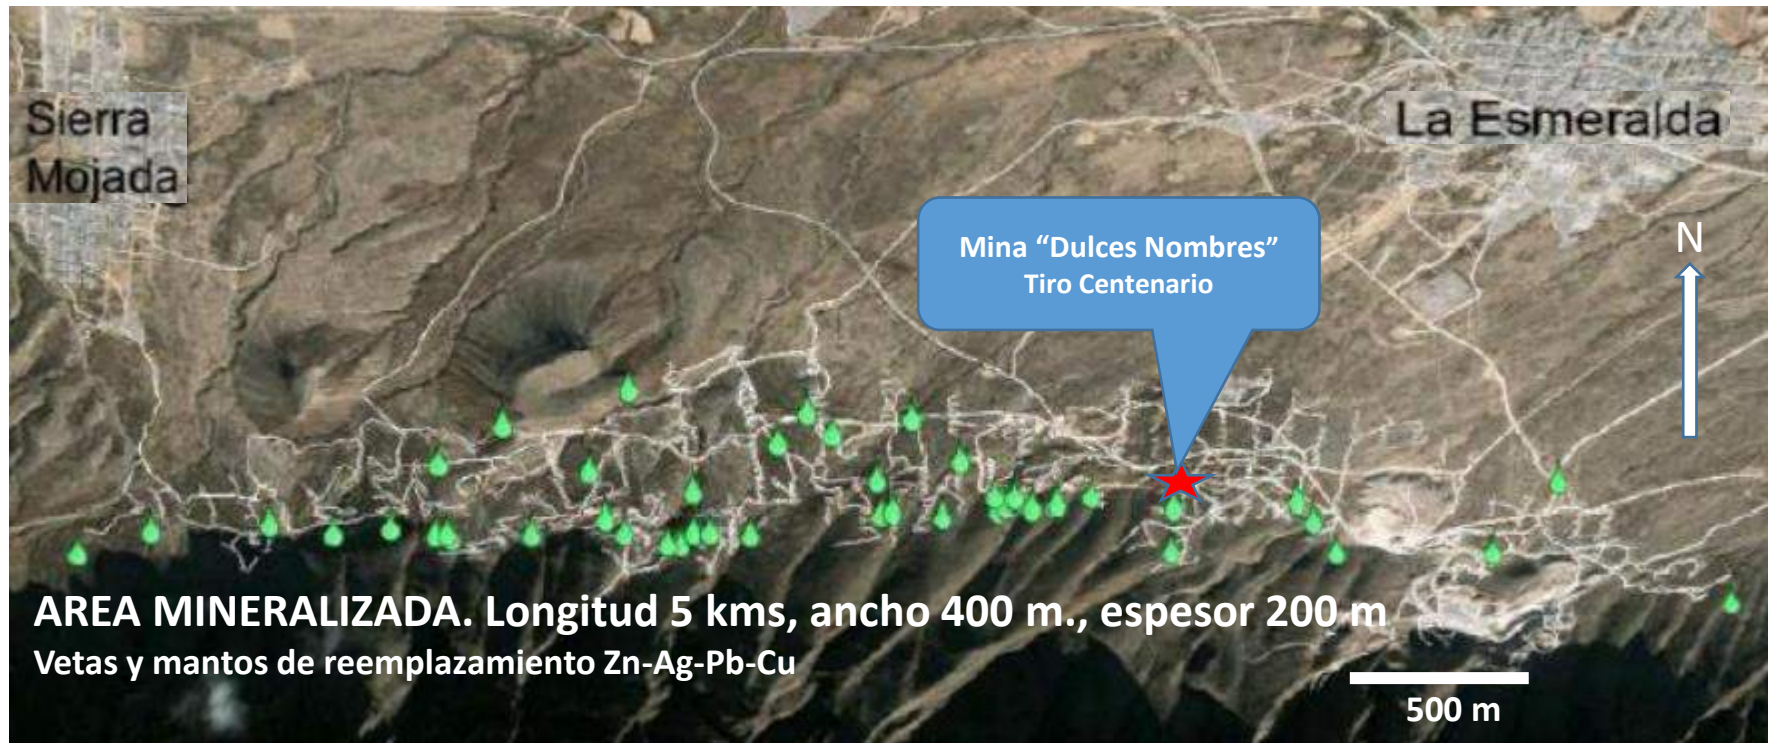 Sierra
Mojada
La Esmeralda
Mina “Dulces Nombres”
Tiro Centenario
N
AREA MINERALIZADA. Longitud 5 kms, ancho 400 m., espesor 200 m
Vetas y mantos de reemplazamiento Zn-Ag-Pb-Cu
500 m